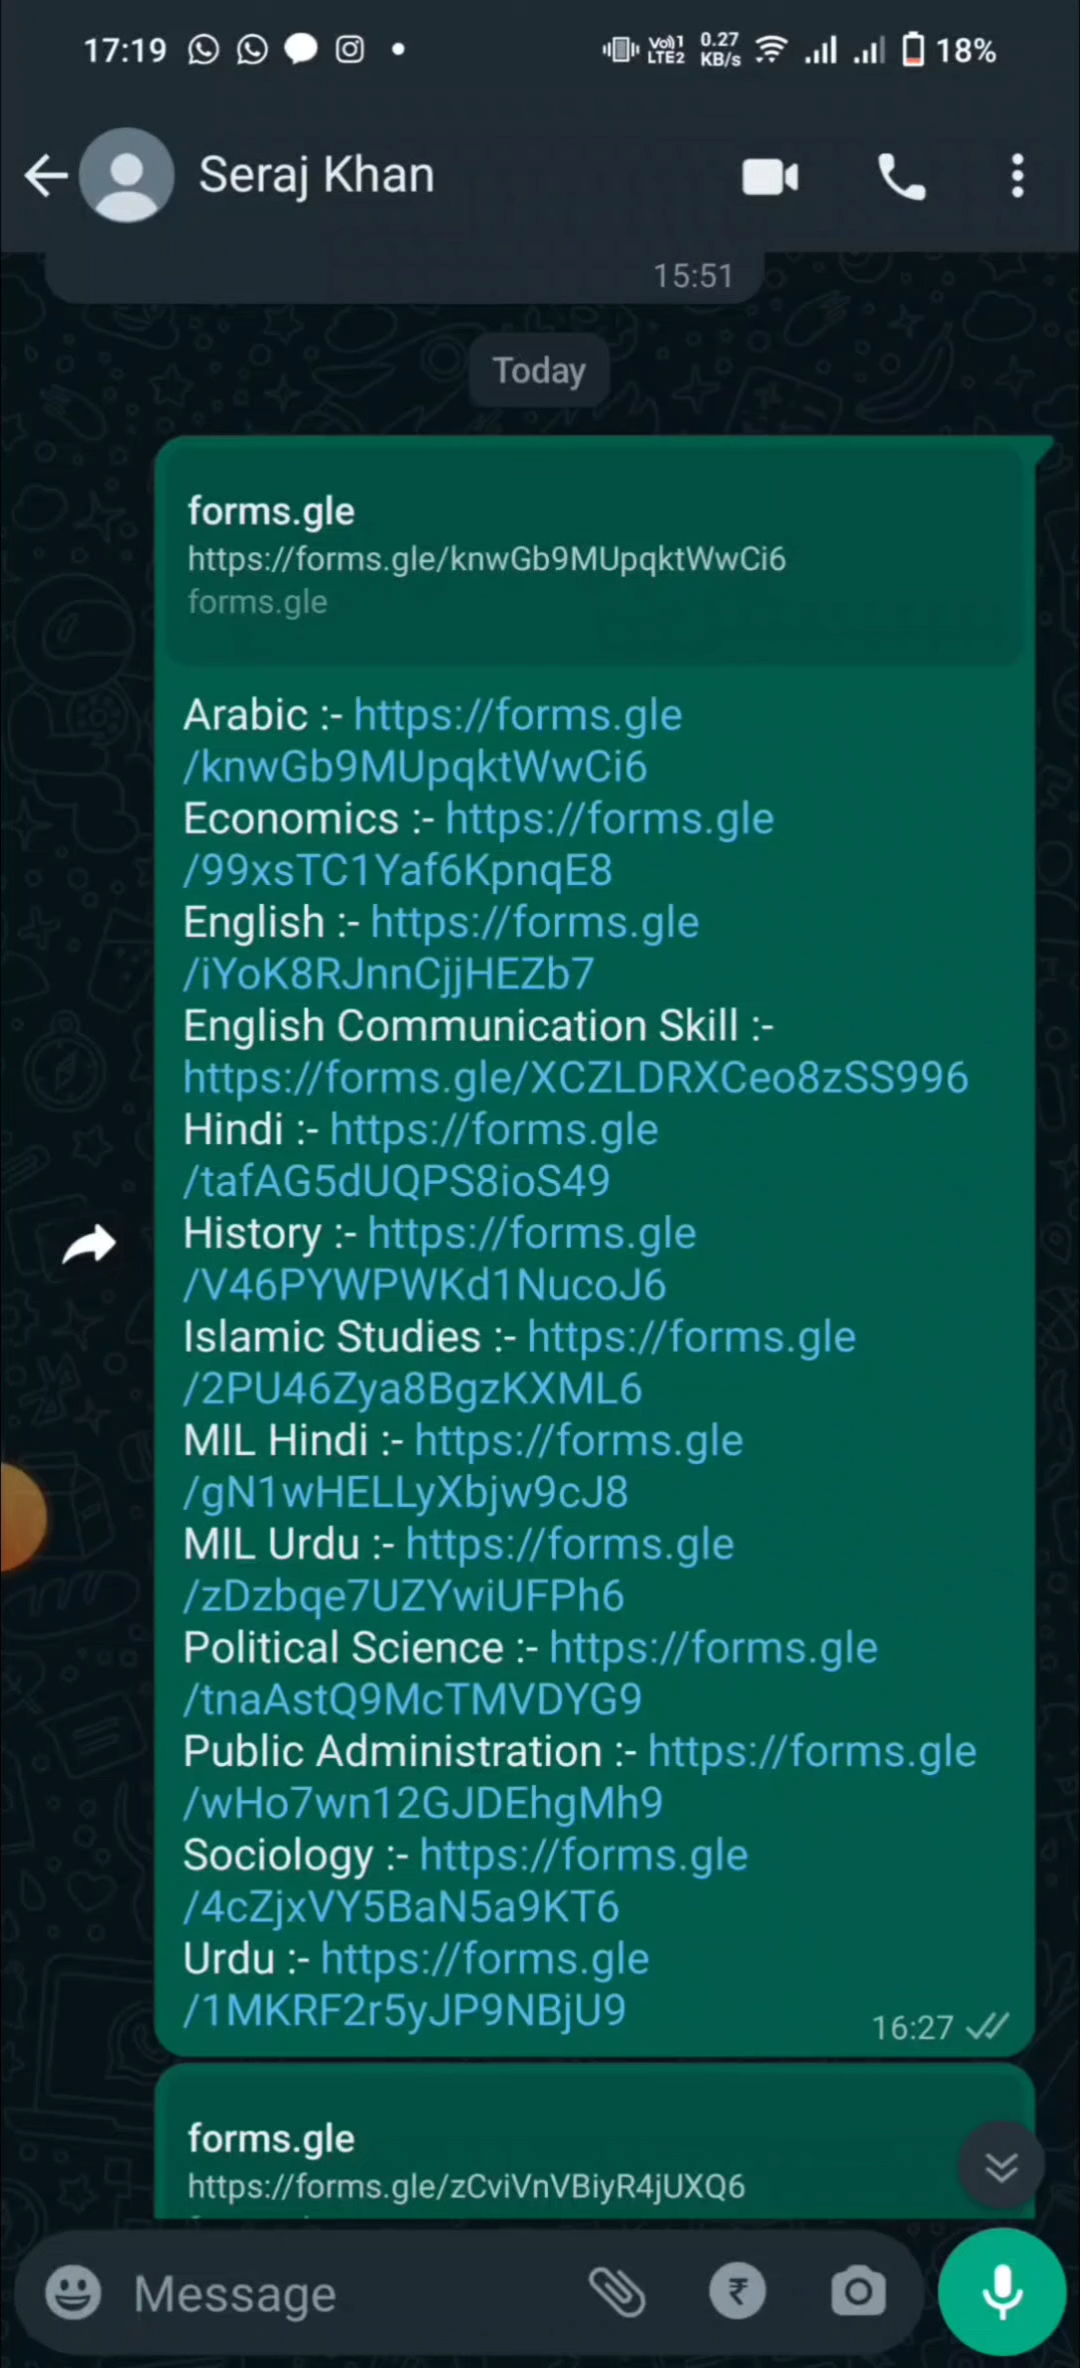 17:19 Vo)) 1 LTE2 0.27 KB/s 18%
Seraj Khan
15:51
Today
forms.gle
https://forms.gle/knwGb9MUpqktWwCi6
forms.gle
Arabic :- https://forms.gle
/knwGb9MUpqktWwCi6
Economics :- https://forms.gle
/99xsTC1Yaf6KpnqE8
English :- https://forms.gle
/iYoK8RJnnCjjHEZb7
English Communication Skill :-
https://forms.gle/XCZLDRXCeo8zSS996
Hindi :- https://forms.gle
/tafAG5dUQPS8ioS49
History :- https://forms.gle
/V46PYWPWKd1NucoJ6
Islamic Studies :- https://forms.gle
/2PU46Zya8BgzKXML6
MIL Hindi :- https://forms.gle
/gN1wHELLyXbjw9cJ8
MIL Urdu :- https://forms.gle
/zDzbqe7UZYwiUFPh6
Political Science :- https://forms.gle
/tnaAstQ9McTMVDYG9
Public Administration :- https://forms.gle
/wHo7wn12GJDEhgMh9
Sociology :- https://forms.gle
/4cZjxVY5BaN5a9KT6
Urdu :- https://forms.gle
/1MKRF2r5yJP9NBjU9
16:27
forms.gle
https://forms.gle/zCviVnVBiyR4jUXQ6
Message